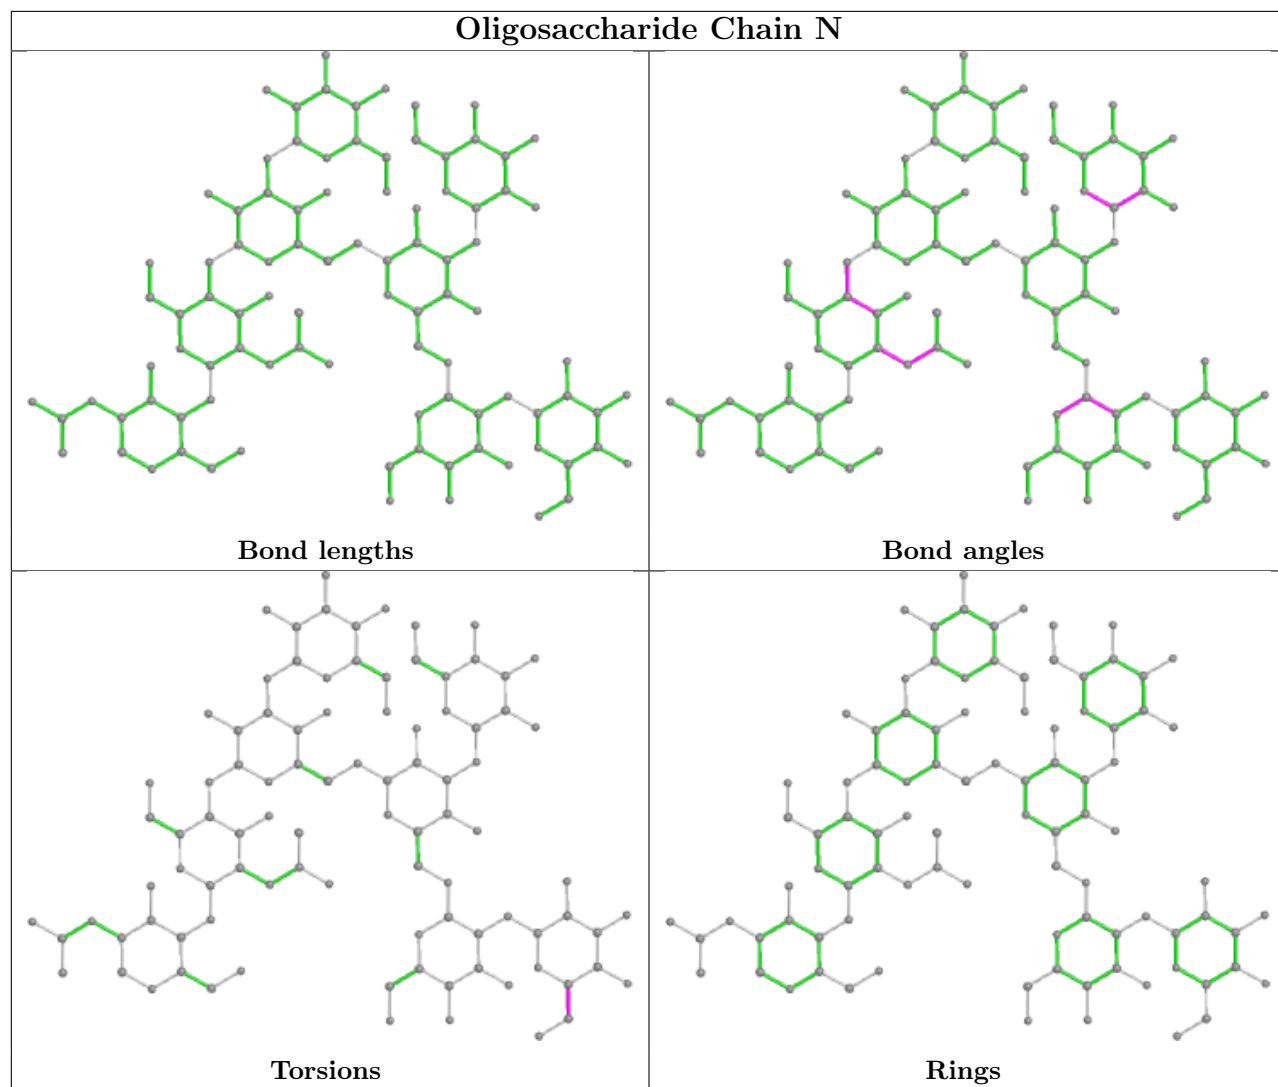 Oligosaccharide Chain N
Bond lengths
Bond angles
Torsions
Rings